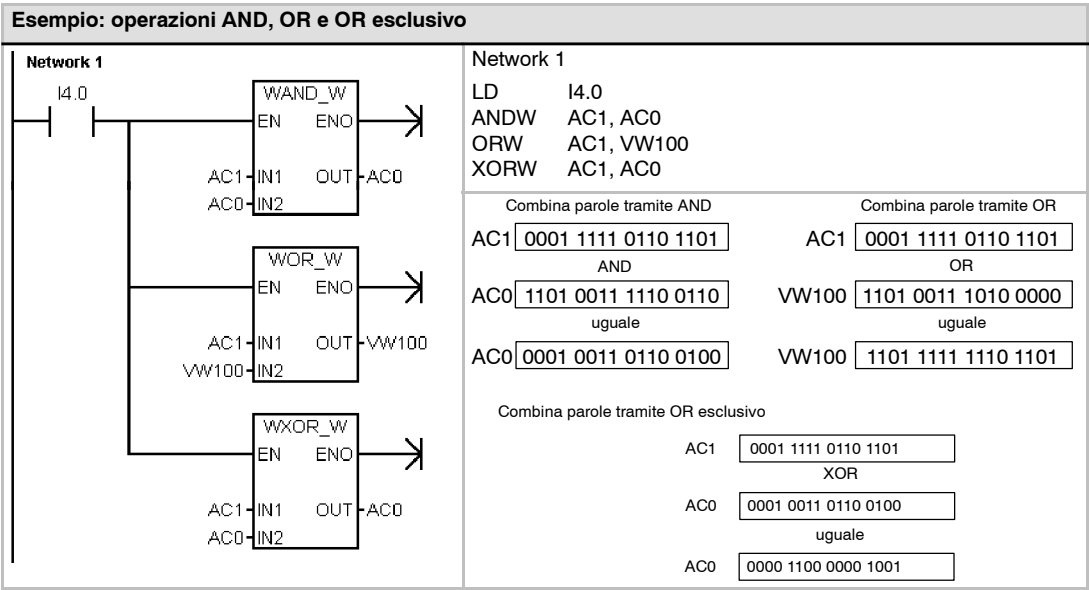 Esempio: operazioni AND, OR e OR esclusivo
Network 1
I4.0
WAND_W
EN ENO
AC1 IN1 OUT AC0
AC0 IN2
WOR_W
EN ENO
AC1 IN1 OUT VW100
VW100 IN2
WXOR_W
EN ENO
AC1 IN1 OUT AC0
AC0 IN2
Network 1
LD I4.0
ANDW AC1, AC0
ORW AC1, VW100
XORW AC1, AC0
Combina parole tramite AND
AC1 0001 1111 0110 1101
AND
AC0 1101 0011 1110 0110
uguale
AC0 0001 0011 0110 0100
Combina parole tramite OR
AC1 0001 1111 0110 1101
OR
VW100 1101 0011 1010 0000
uguale
VW100 1101 1111 1110 1101
Combina parole tramite OR esclusivo
AC1 0001 1111 0110 1101
XOR
AC0 0001 0011 0110 0100
uguale
AC0 0000 1100 0000 1001